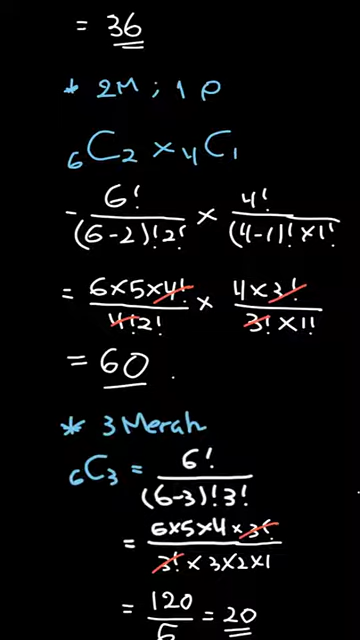 = 36
* 2M ; 1 P
₆C₂ × ₄C₁
- 6! / (6-2)! 2! × 4! / (4-1)! × 1!
= 6×5×4! / 4! 2! × 4×3! / 3! × 1!
= 60 .
* 3 Merah
₆C₃ = 6! / (6-3)! 3!
= 6×5×4×3! / 3! × 3×2×1
= 120 / 6 = 20